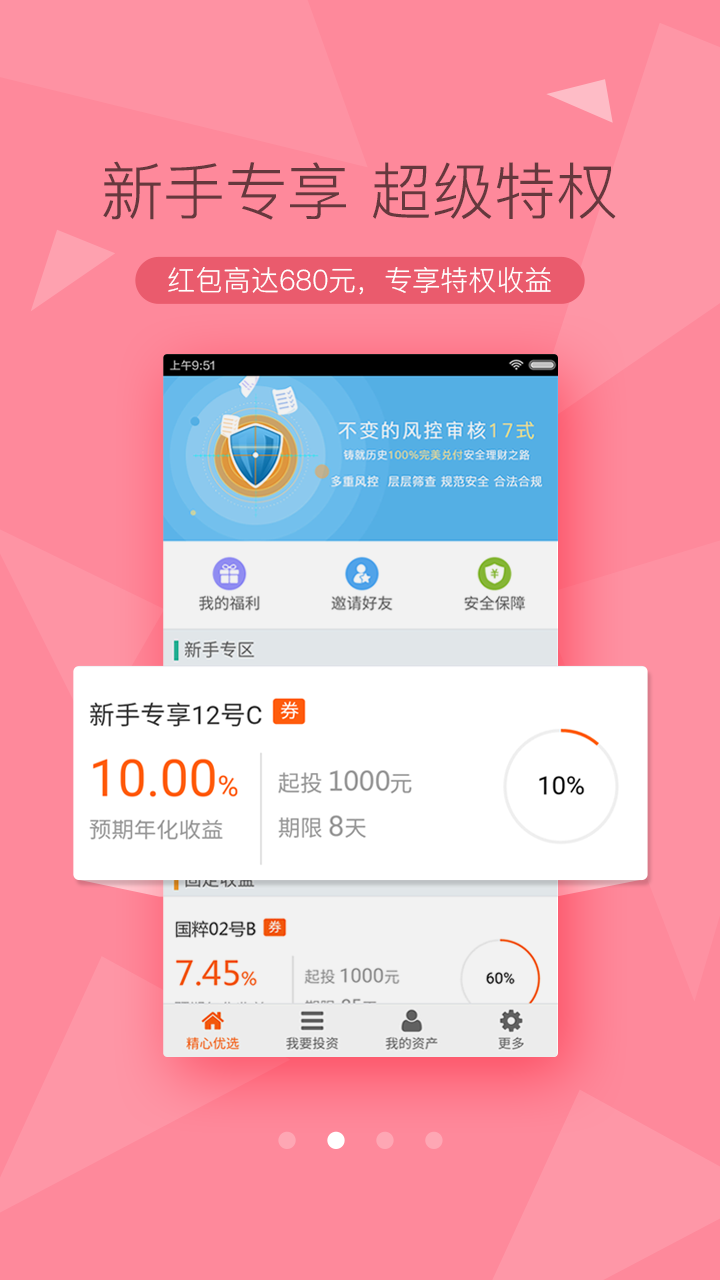 新手专享 超级特权
红包高达680元，专享特权收益
上午9:51
不变的风控审核17式
铸就历史100%完美兑付安全理财之路
多重风控 层层筛查 规范安全 合法合规
我的福利 邀请好友 安全保障
新手专区
新手专享12号C 券
10.00%
预期年化收益
起投 1000元
期限 8天
10%
固定收益
国粹02号B 券
7.45%
起投 1000元
60%
精心优选 我要投资 我的资产 更多